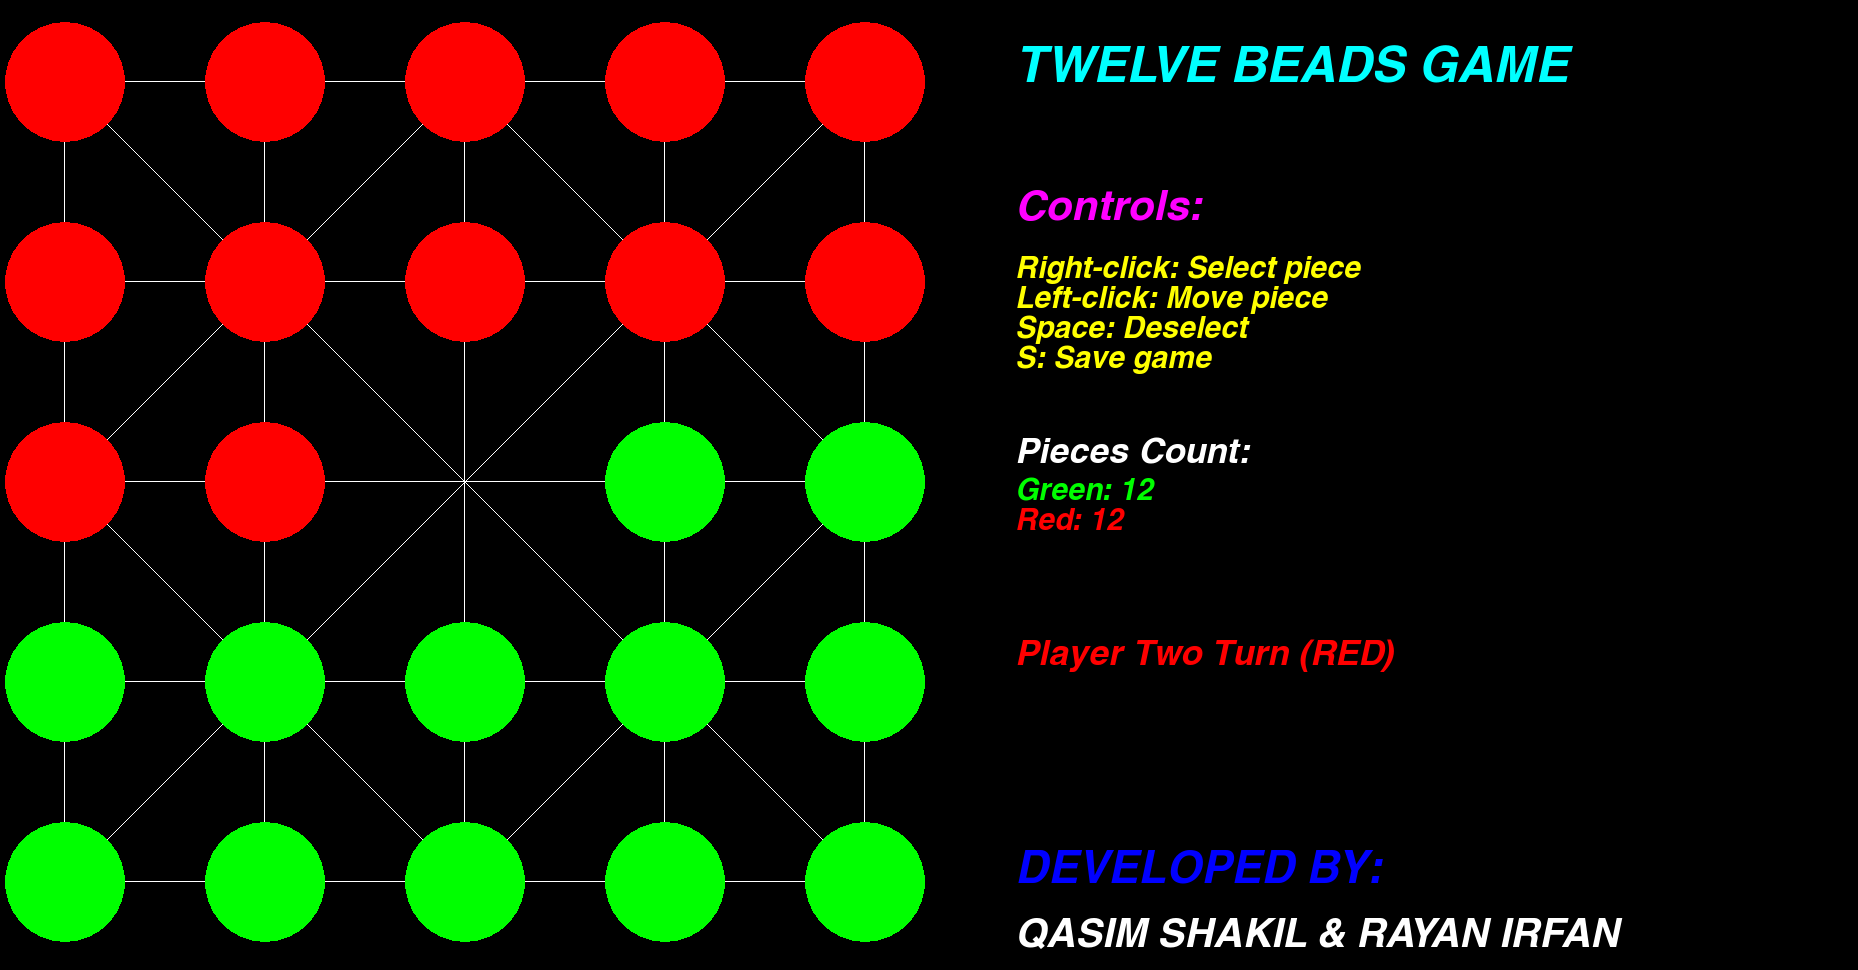 TWELVE BEADS GAME
Controls:
Right-click: Select piece
Left-click: Move piece
Space: Deselect
S: Save game
Pieces Count:
Green: 12
Red: 12
Player Two Turn (RED)
DEVELOPED BY:
QASIM SHAKIL & RAYAN IRFAN